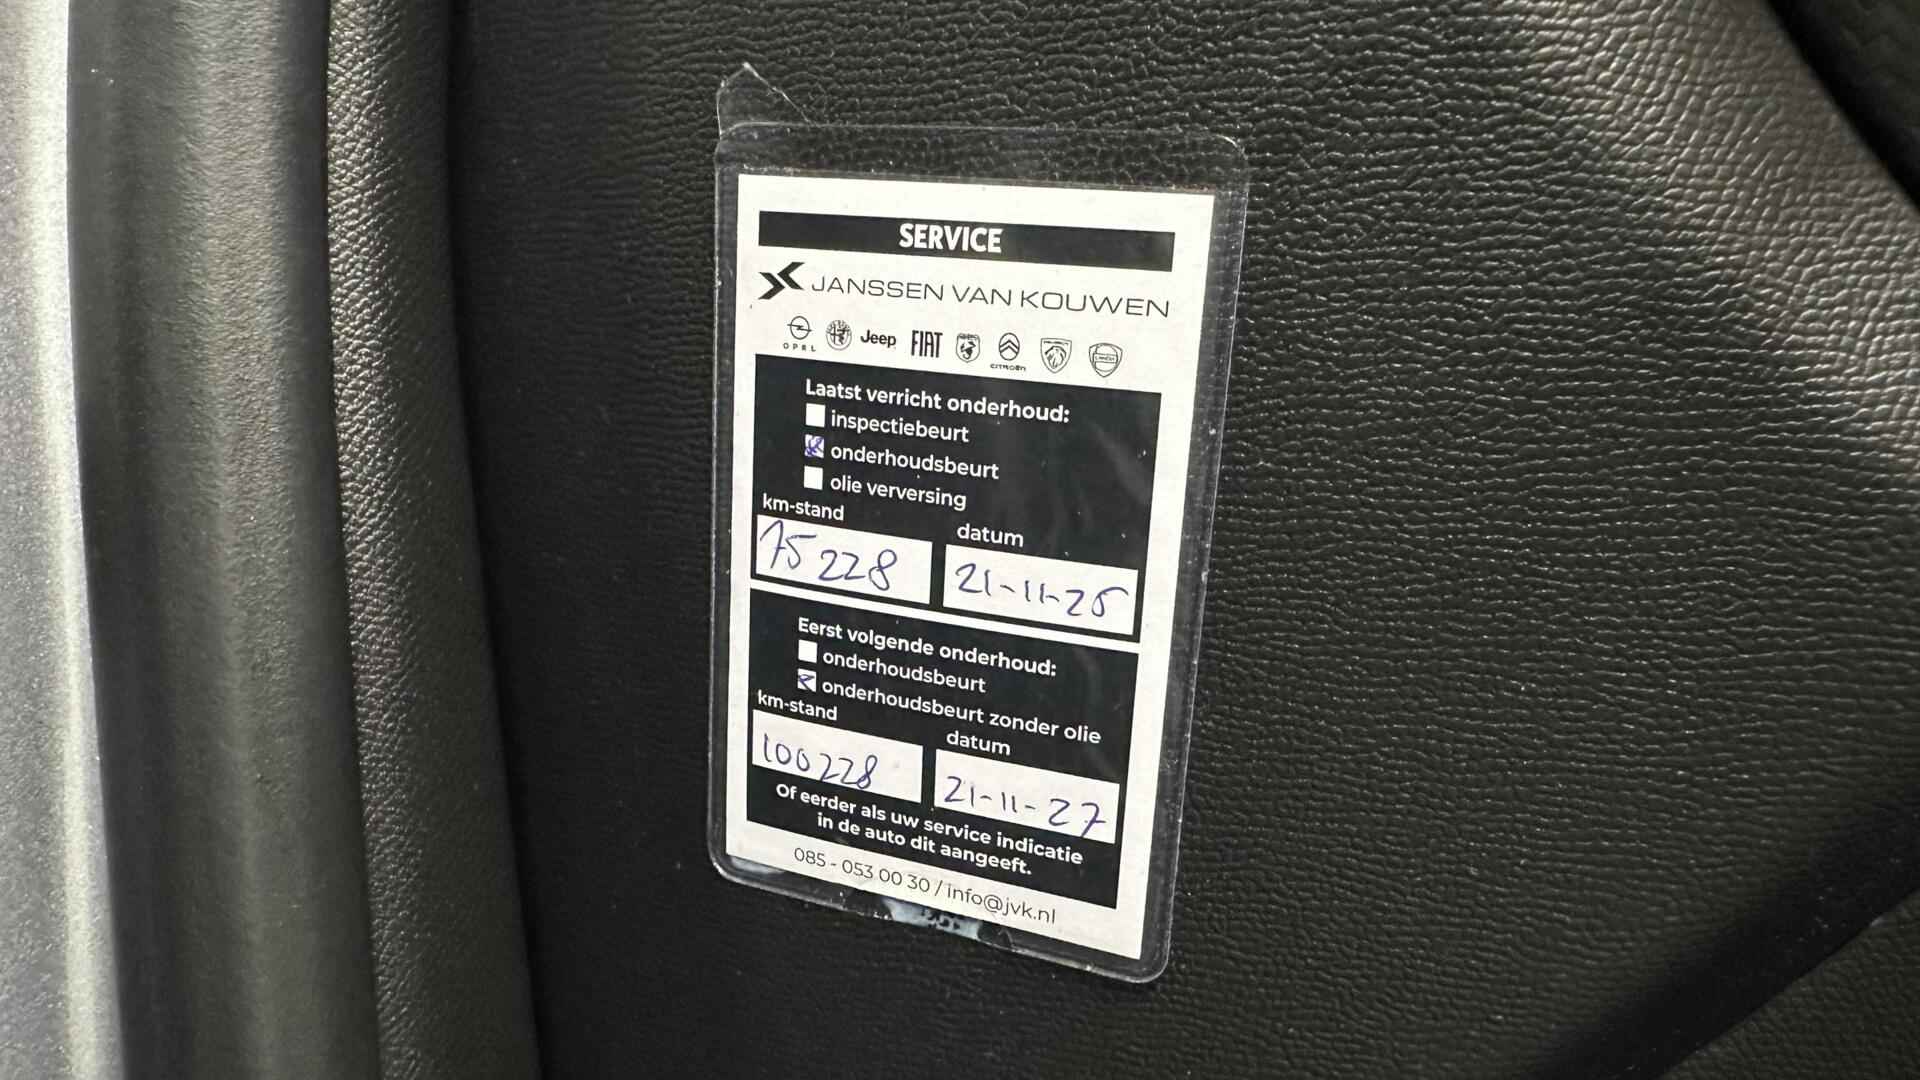 SERVICE
JANSSEN VAN KOUWEN
OPEL Jeep FIAT CITROËN LANCIA
Laatst verricht onderhoud:
inspectiebeurt
onderhoudsbeurt
olie verversing
km-stand datum
75228 21-11-25
Eerst volgende onderhoud:
onderhoudsbeurt
onderhoudsbeurt zonder olie
km-stand datum
100228 21-11-27
Of eerder als uw service indicatie
in de auto dit aangeeft.
085 - 053 00 30 / info@jvk.nl